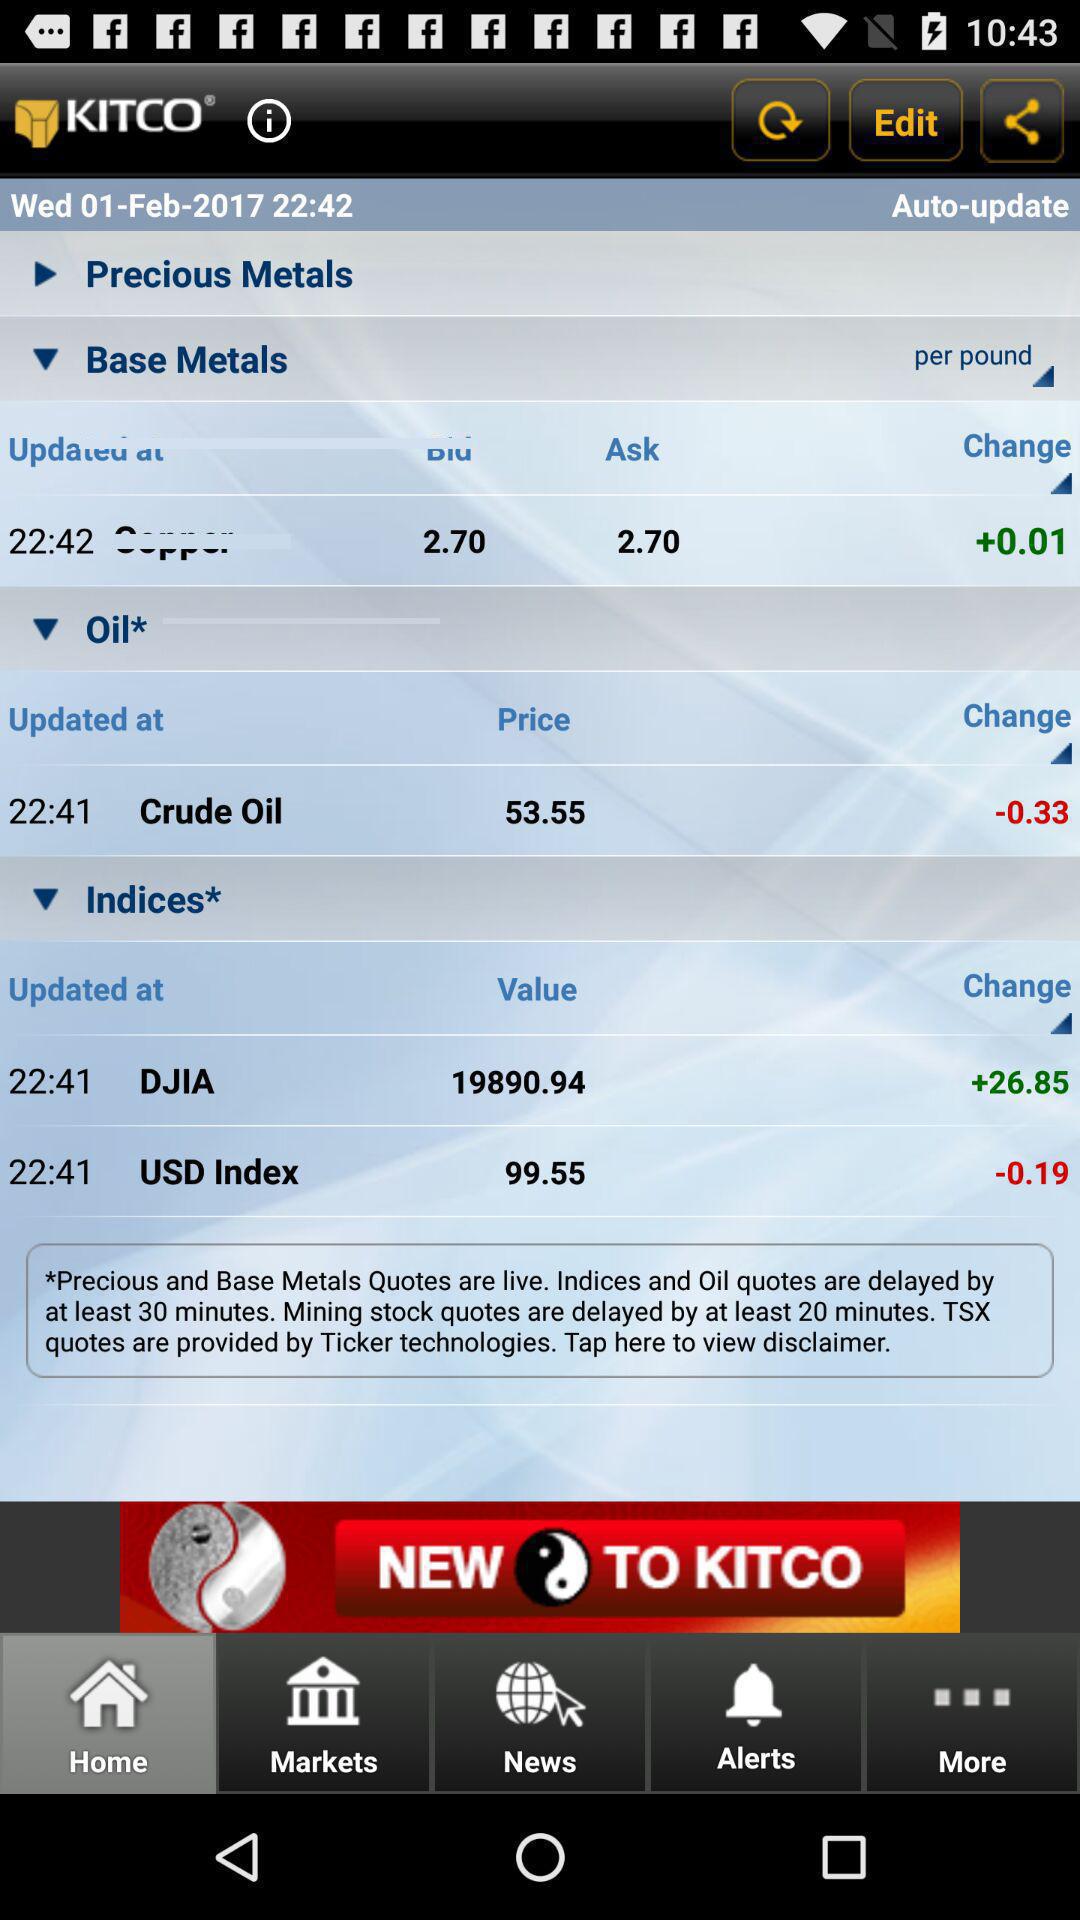 10:43
KITCO®
Edit
Wed 01-Feb-2017 22:42 Auto-update
Precious Metals
Base Metals per pound
Updated at Bid Ask Change
22:42 Copper 2.70 2.70 +0.01
Oil*
Updated at Price Change
22:41 Crude Oil 53.55 -0.33
Indices*
Updated at Value Change
22:41 DJIA 19890.94 +26.85
22:41 USD Index 99.55 -0.19
*Precious and Base Metals Quotes are live. Indices and Oil quotes are delayed by
at least 30 minutes. Mining stock quotes are delayed by at least 20 minutes. TSX
quotes are provided by Ticker technologies. Tap here to view disclaimer.
NEW TO KITCO
Home Markets News Alerts More